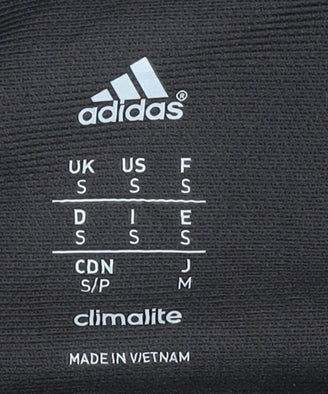 adidas®
UK US F
S S S
D I E
S S S
CDN J
S/P M
climalite
MADE IN VIETNAM